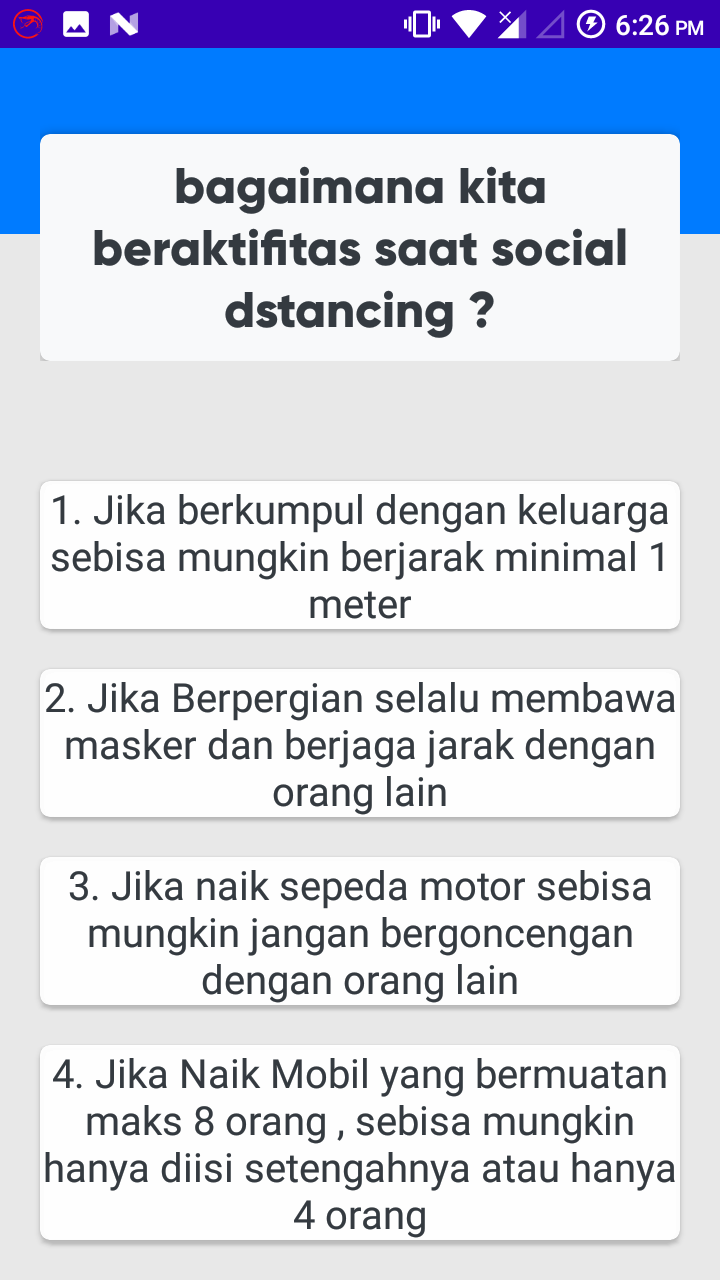 6:26 PM
bagaimana kita
beraktifitas saat social
dstancing ?
1. Jika berkumpul dengan keluarga
sebisa mungkin berjarak minimal 1
meter
2. Jika Berpergian selalu membawa
masker dan berjaga jarak dengan
orang lain
3. Jika naik sepeda motor sebisa
mungkin jangan bergoncengan
dengan orang lain
4. Jika Naik Mobil yang bermuatan
maks 8 orang , sebisa mungkin
hanya diisi setengahnya atau hanya
4 orang